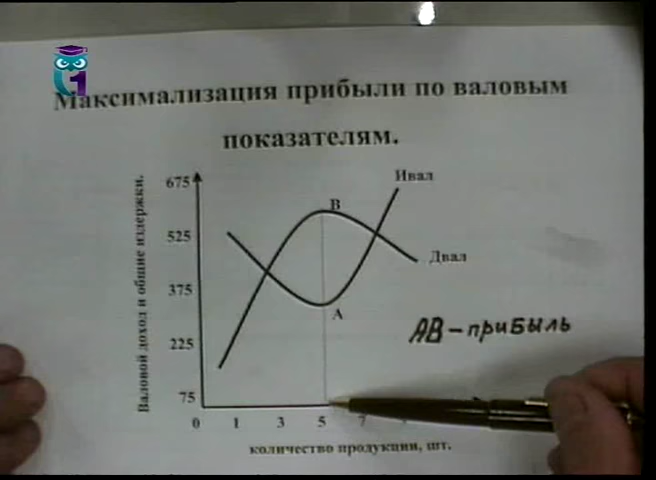 1
Максимализация прибыли по валовым
показателям.
Валовой доход и общие издержки.
675
525
375
225
75
Ивал
В
Двал
А
АВ – прибыль
0 1 3 5 7
количество продукции, шт.